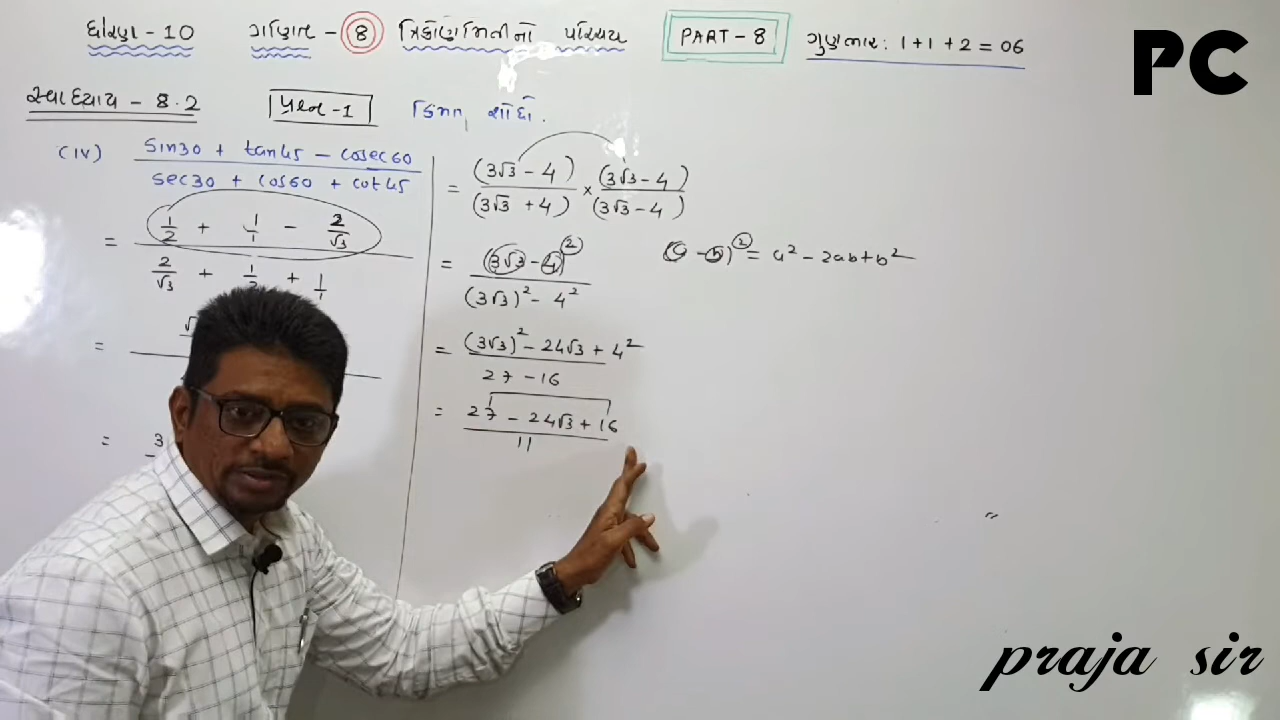 ધોરણ - 10 ગણિત - 8 ત્રિકોણમિતીનો પરિચય PART - 8 ગુણભાર: 1 + 1 + 2 = 06
PC
સ્વાધ્યાય - 8.2 પ્રશ્ન - 1 કિંમત શોધો.
(iv) sin30 + tan45 - cosec60
sec30 + cos60 + cot45
= 1/2 + 1/1 - 2/√3
2/√3 + 1/2 + 1/1
=
= 3
= (3√3 - 4) × (3√3 - 4)
(3√3 + 4) (3√3 - 4)
= (3√3 - 4)²
(3√3)² - 4²
(a - b)² = a² - 2ab + b²
= (3√3)² - 24√3 + 4²
27 - 16
= 27 - 24√3 + 16
11
praja sir